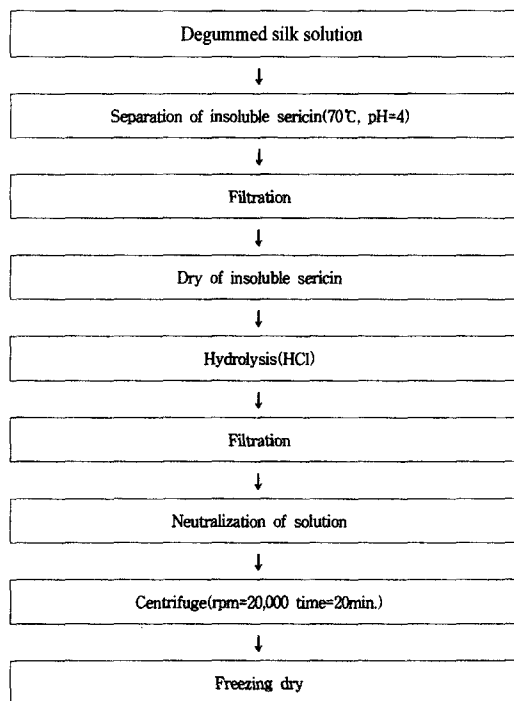 Degummed silk solution
↓
Separation of insoluble sericin(70℃, pH=4)
↓
Filtration
↓
Dry of insoluble sericin
↓
Hydrolysis(HCl)
↓
Filtration
↓
Neutralization of solution
↓
Centrifuge(rpm=20,000 time=20min.)
↓
Freezing dry